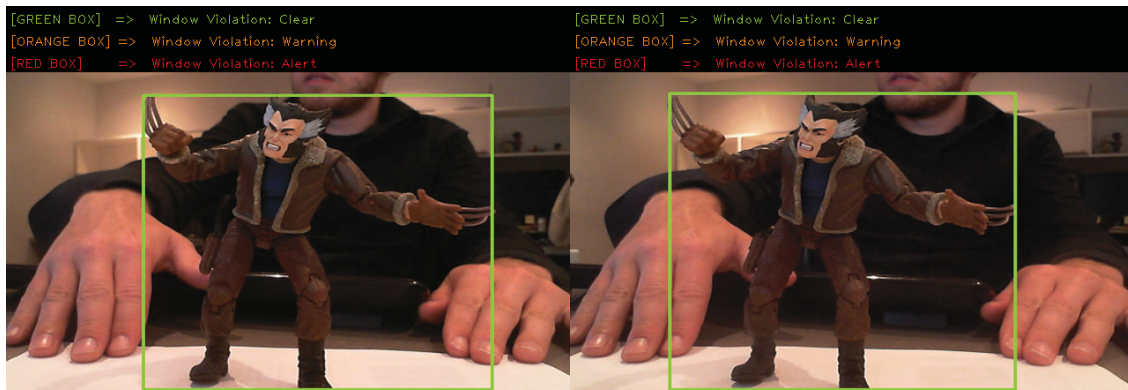 [GREEN BOX] => Window Violation: Clear
[ORANGE BOX] => Window Violation: Warning
[RED BOX] => Window Violation: Alert
[GREEN BOX] => Window Violation: Clear
[ORANGE BOX] => Window Violation: Warning
[RED BOX] => Window Violation: Alert